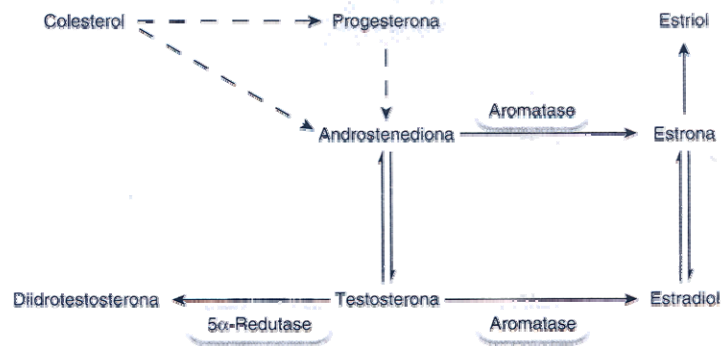 Colesterol Progesterona Estriol
Aromatase
Androstenediona Estrona
Diidrotestosterona Testosterona Estradiol
5α-Redutase Aromatase